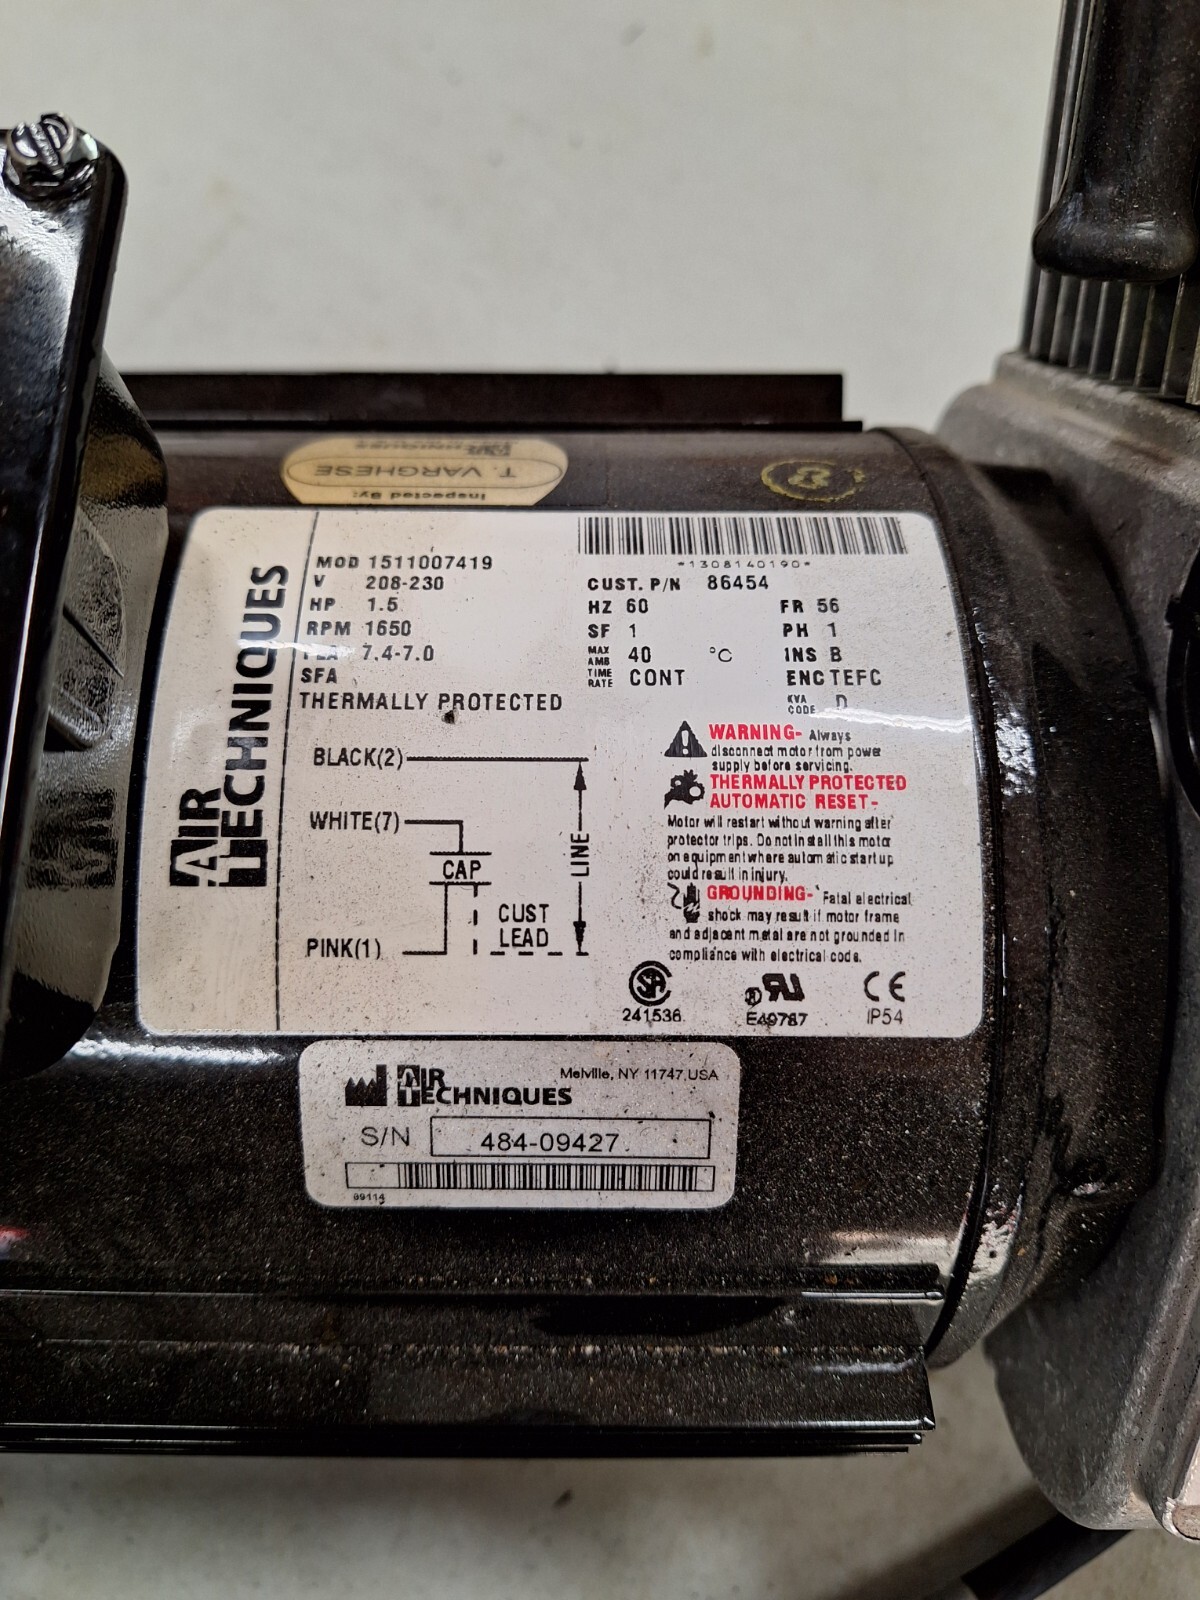 AIR TECHNIQUES
T. VARGHESE
Inspected By:
8
AIR
TECHNIQUES
MOD 1511007419
V 208-230
HP 1.5
RPM 1650
FLA 7.4-7.0
SFA
THERMALLY PROTECTED
*1308140190*
CUST. P/N 86454
HZ 60 FR 56
SF 1 PH 1
MAX AMB 40 °C INS B
TIME RATE CONT ENC TEFC
KVA CODE D
BLACK(2)
WHITE(7)
CAP
LINE
CUST
LEAD
PINK(1)
WARNING- Always
disconnect motor from power
supply before servicing.
THERMALLY PROTECTED
AUTOMATIC RESET-
Motor will restart without warning after
protector trips. Do not install this motor
on equipment where automatic start up
could result in injury.
GROUNDING- Fatal electrical
shock may result if motor frame
and adjacent metal are not grounded in
compliance with electrical code.
SA
241536
E49787
CE
IP54
AIR
TECHNIQUES
Melville, NY 11747, USA
S/N 484-09427
89114